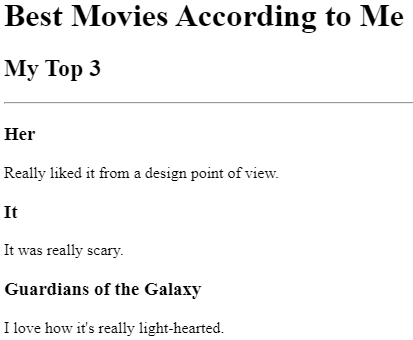 Best Movies According to Me
My Top 3
Her
Really liked it from a design point of view.
It
It was really scary.
Guardians of the Galaxy
I love how it's really light-hearted.